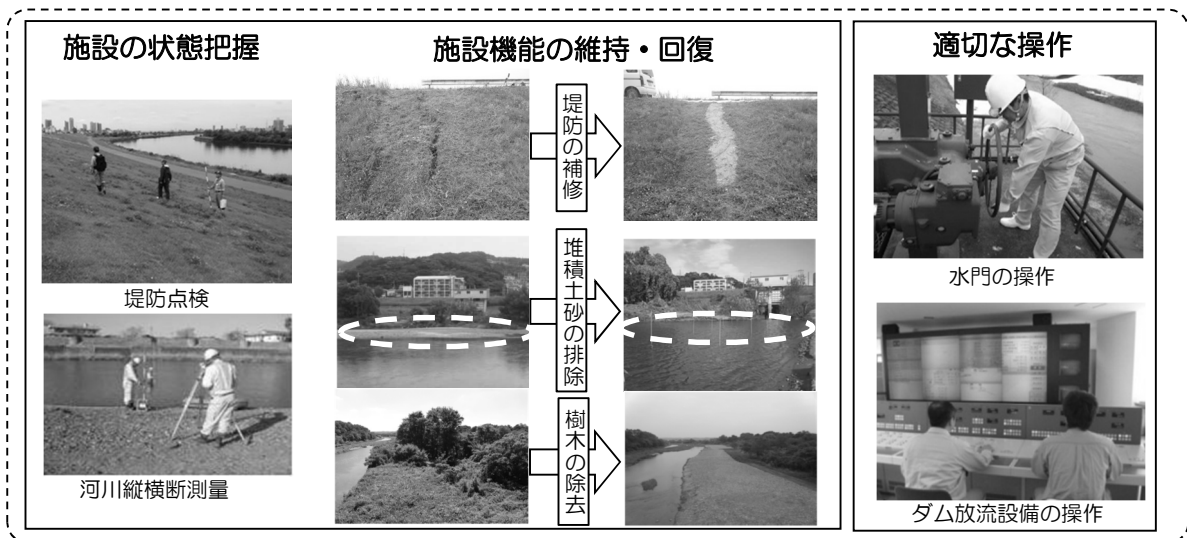 施設の状態把握
堤防点検
河川縦横断測量
施設機能の維持・回復
堤防の補修
堆積土砂の排除
樹木の除去
適切な操作
水門の操作
ダム放流設備の操作